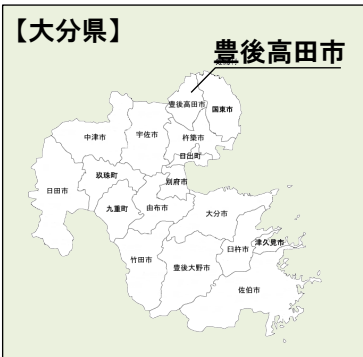 【大分県】
豊後高田市
豊後高田市
国東市
中津市
宇佐市
杵築市
日出町
玖珠町
別府市
日田市
九重町
由布市
大分市
臼杵市
津久見市
竹田市
豊後大野市
佐伯市